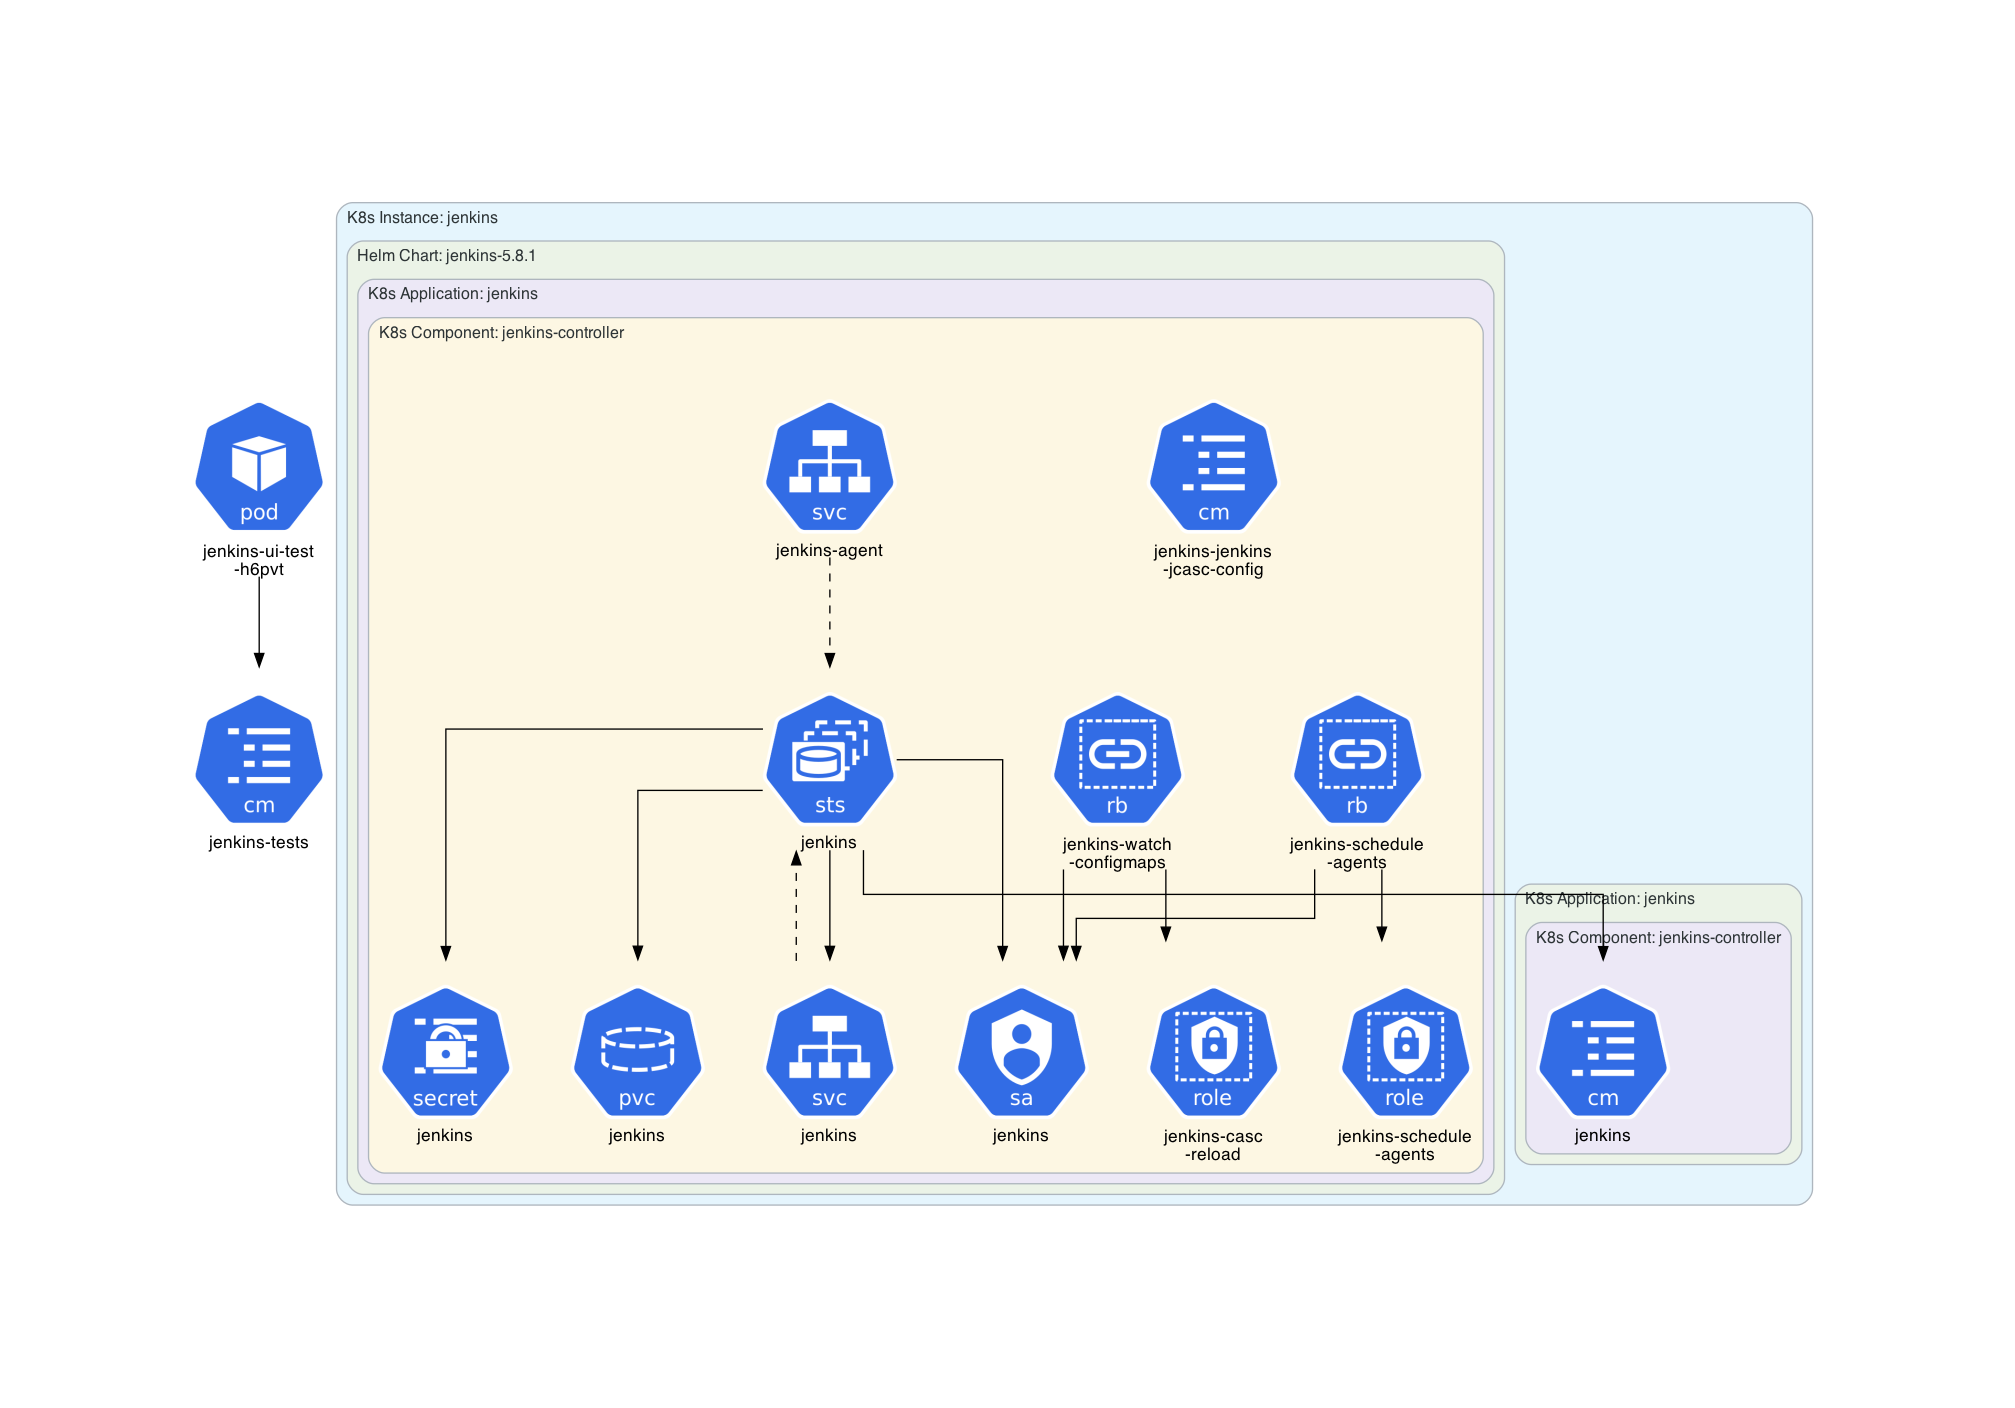 K8s Instance: jenkins
Helm Chart: jenkins-5.8.1
K8s Application: jenkins
K8s Component: jenkins-controller
pod
jenkins-ui-test
-h6pvt
svc
jenkins-agent
cm
jenkins-jenkins
-jcasc-config
cm
jenkins-tests
sts
jenkins
rb
jenkins-watch
-configmaps
rb
jenkins-schedule
-agents
K8s Application: jenkins
K8s Component: jenkins-controller
secret
jenkins
pvc
jenkins
svc
jenkins
sa
jenkins
role
jenkins-casc
-reload
role
jenkins-schedule
-agents
cm
jenkins